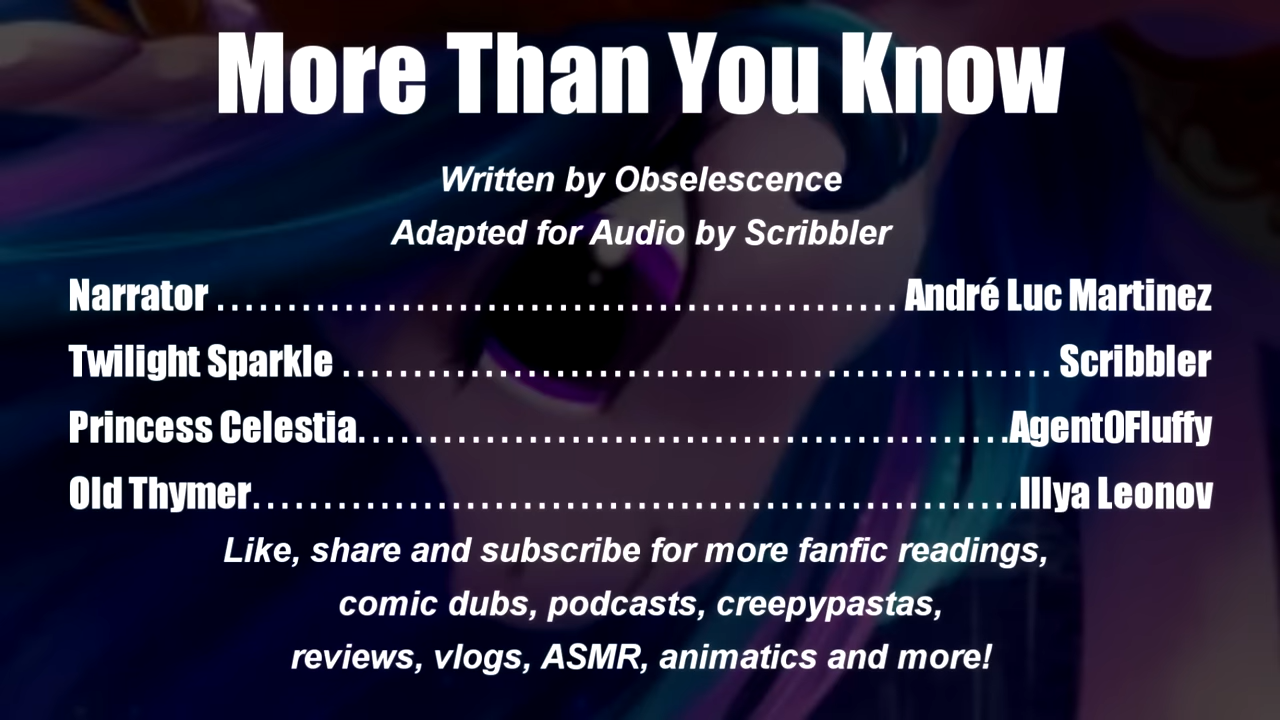 More Than You Know
Written by Obselescence
Adapted for Audio by Scribbler
Narrator . . . . . . . . . . . . . . . . . . . . . . . . . . . . . . . . . . . . . . . . . . . . . . . . André Luc Martinez
Twilight Sparkle . . . . . . . . . . . . . . . . . . . . . . . . . . . . . . . . . . . . . . . . . . . . . . . . . . Scribbler
Princess Celestia. . . . . . . . . . . . . . . . . . . . . . . . . . . . . . . . . . . . . . . . . . . . . .AgentOFluffy
Old Thymer. . . . . . . . . . . . . . . . . . . . . . . . . . . . . . . . . . . . . . . . . . . . . . . . . . . . . .Illya Leonov
Like, share and subscribe for more fanfic readings,
comic dubs, podcasts, creepypastas,
reviews, vlogs, ASMR, animatics and more!